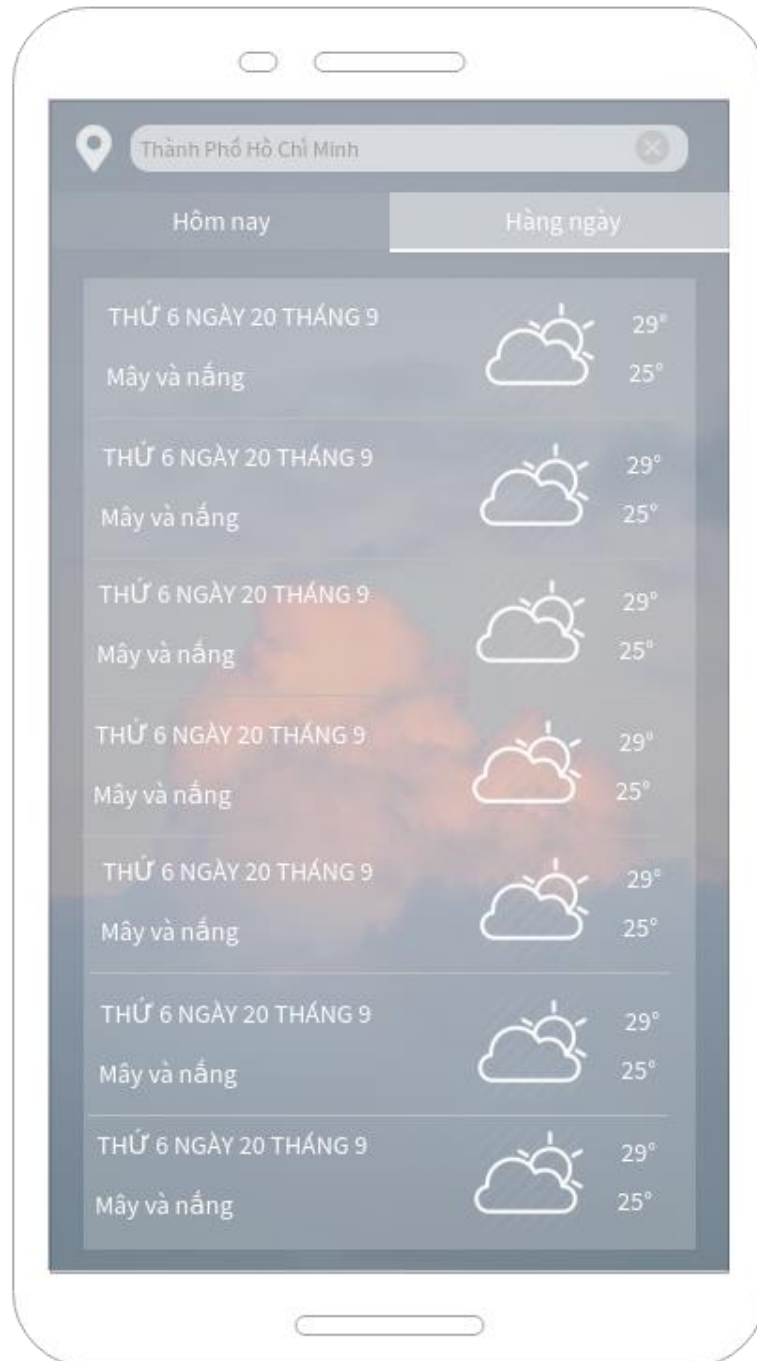 Thành Phố Hồ Chí Minh
Hôm nay
Hàng ngày
THỨ 6 NGÀY 20 THÁNG 9
29°
Mây và nắng
25°
THỨ 6 NGÀY 20 THÁNG 9
29°
Mây và nắng
25°
THỨ 6 NGÀY 20 THÁNG 9
29°
Mây và nắng
25°
THỨ 6 NGÀY 20 THÁNG 9
29°
Mây và nắng
25°
THỨ 6 NGÀY 20 THÁNG 9
29°
Mây và nắng
25°
THỨ 6 NGÀY 20 THÁNG 9
29°
Mây và nắng
25°
THỨ 6 NGÀY 20 THÁNG 9
29°
Mây và nắng
25°